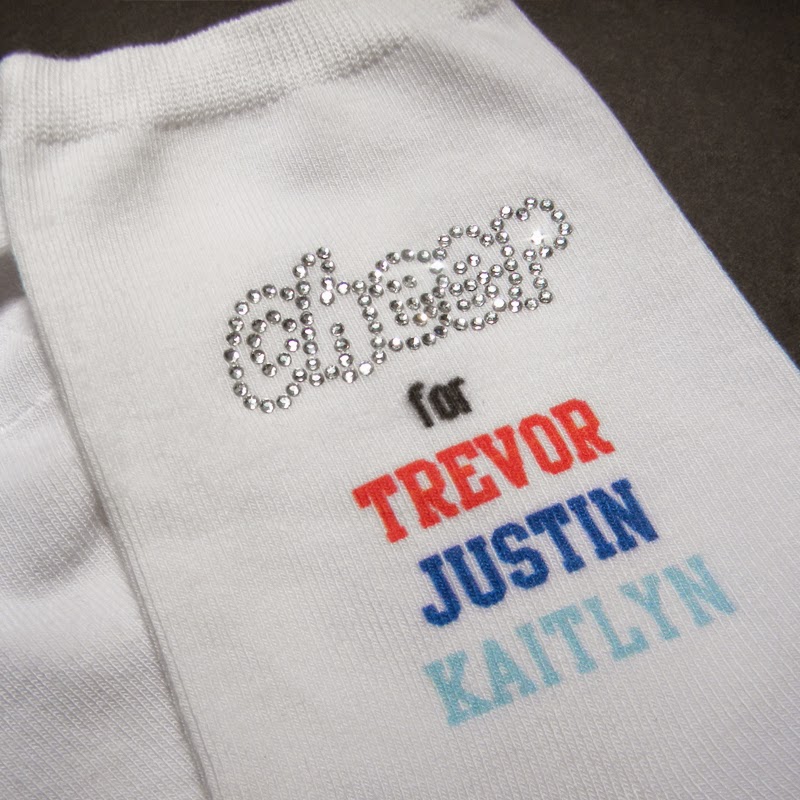 cheer
for
TREVOR
JUSTIN
KAITLYN